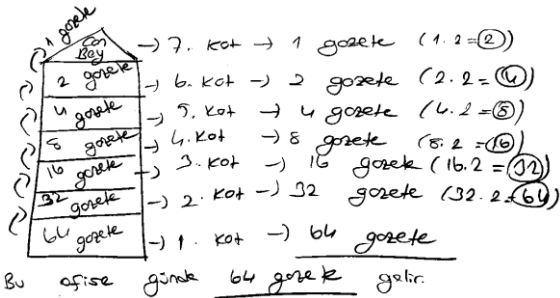 1 gazete
Can Bey → 7. kat → 1 gazete (1.2=2)
2 gazete → 6. kat → 2 gazete (2.2=4)
4 gazete → 5. kat → 4 gazete (4.2=8)
8 gazete → 4. kat → 8 gazete (8.2=16)
16 gazete → 3. kat → 16 gazete (16.2=32)
32 gazete → 2. kat → 32 gazete (32.2=64)
64 gazete → 1. kat → 64 gazete
Bu ofise günde 64 gazete gelir.